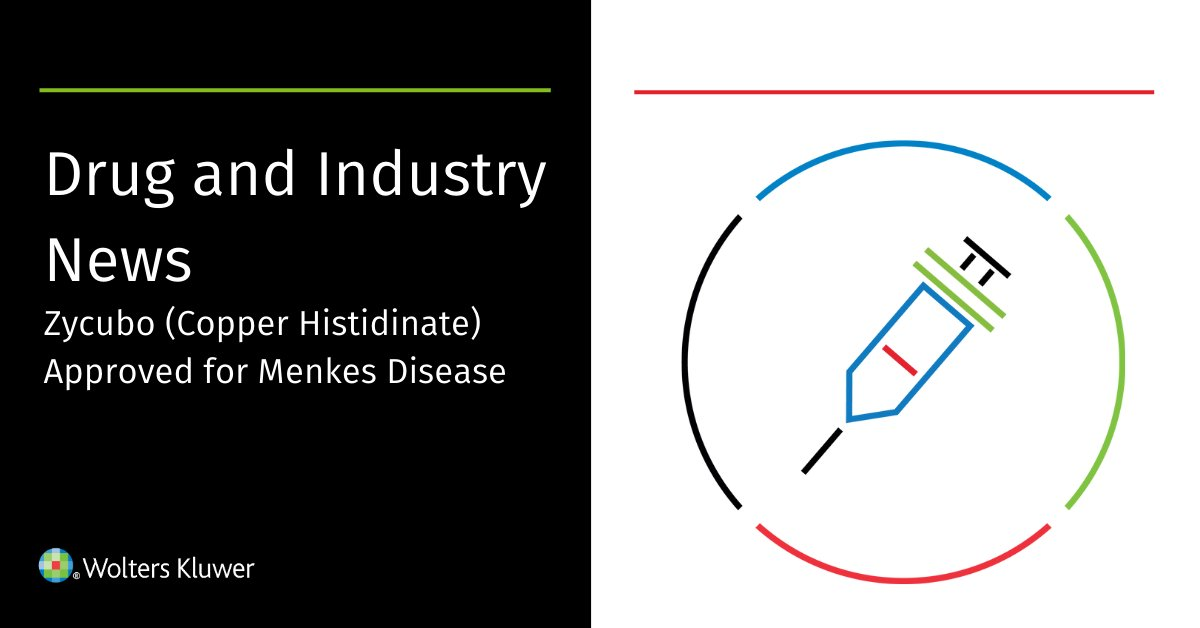 Drug and Industry
News
Zycubo (Copper Histidinate)
Approved for Menkes Disease
® Wolters Kluwer